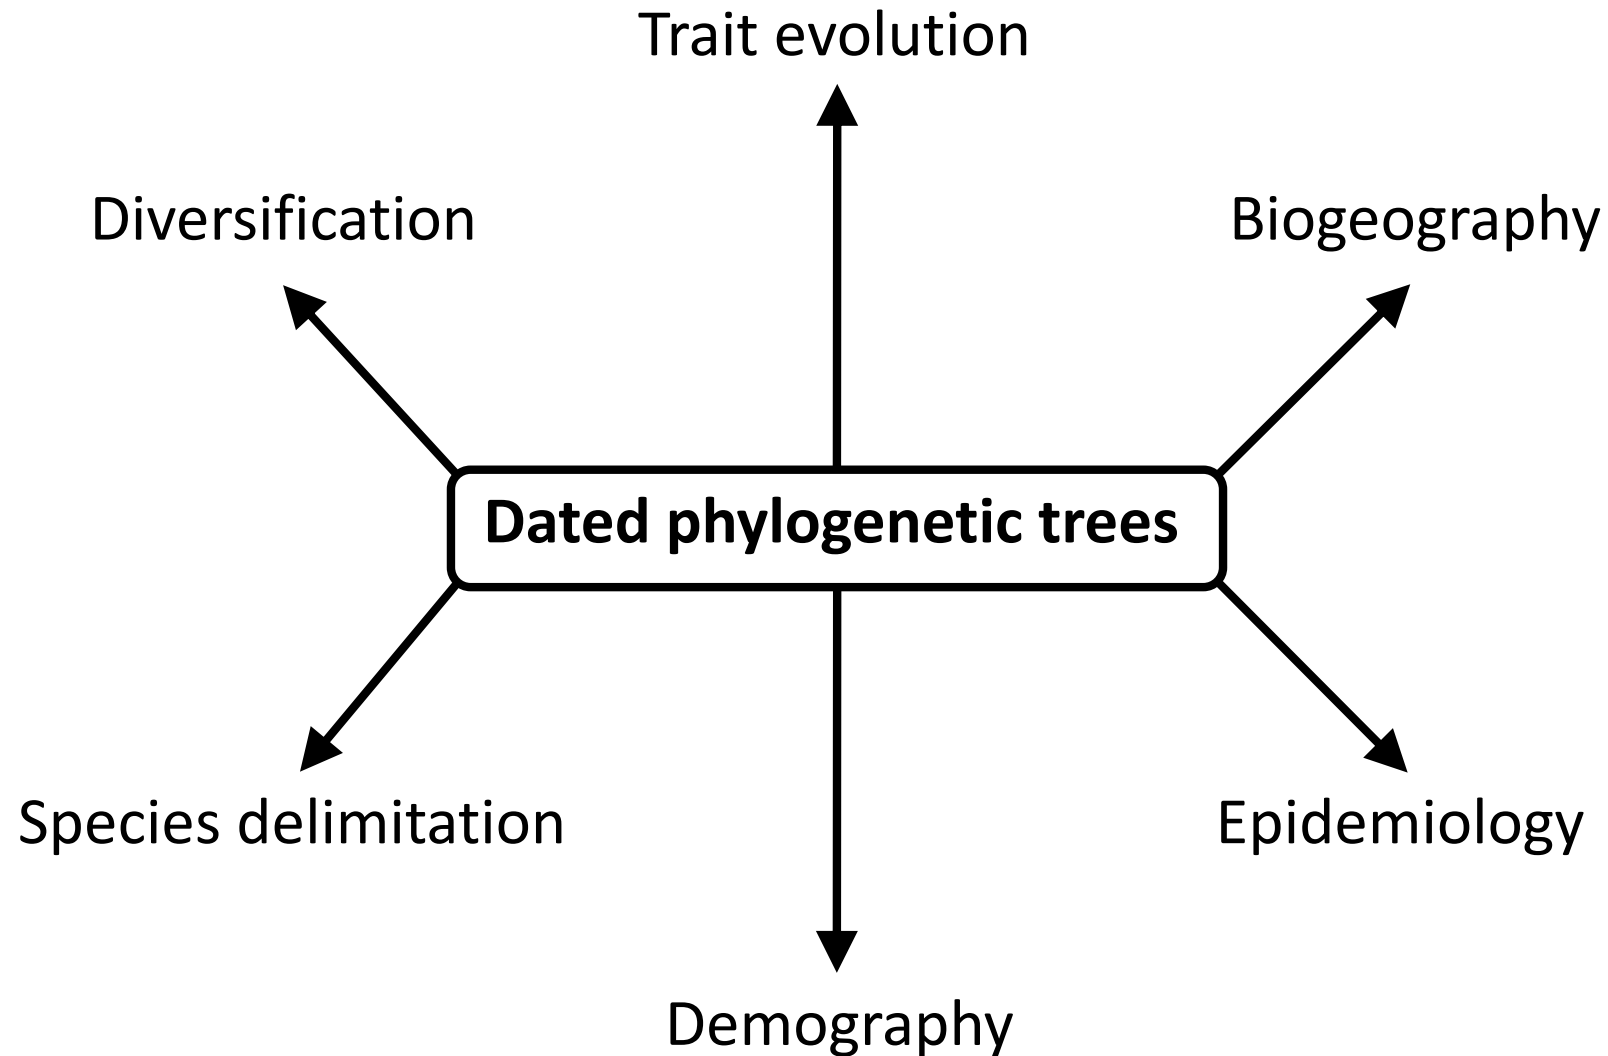 Trait evolution
Diversification
Biogeography
Dated phylogenetic trees
Species delimitation
Epidemiology
Demography